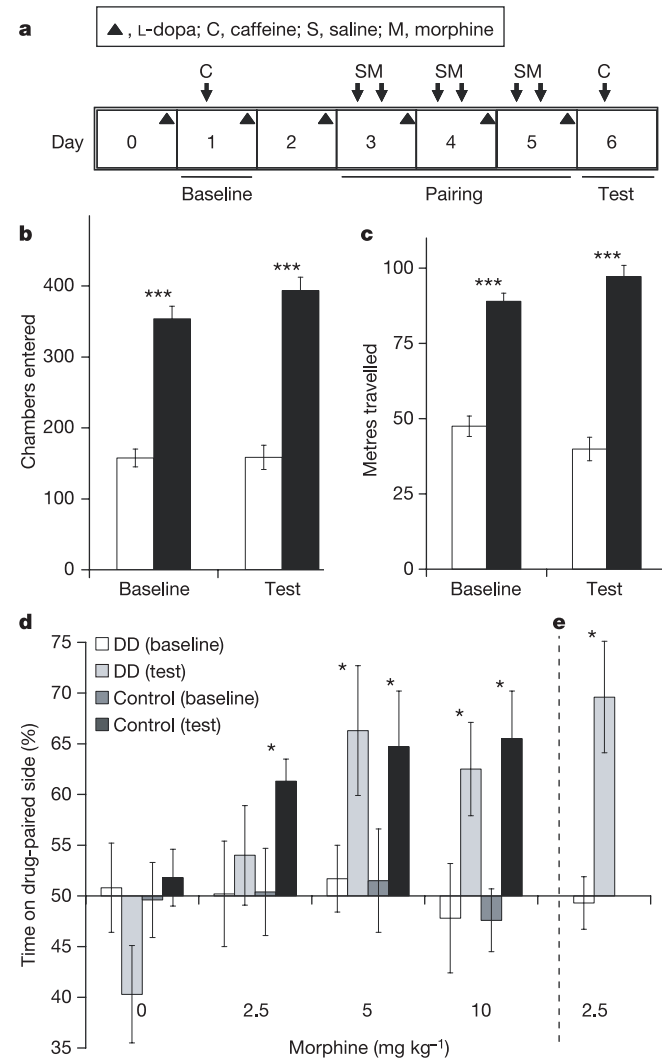 a
▲, L-dopa; C, caffeine; S, saline; M, morphine
C SM SM SM C
Day 0 1 2 3 4 5 6
Baseline Pairing Test
b
Chambers entered
400
300
200
100
0
*** ***
Baseline Test
c
Metres travelled
100
75
50
25
0
*** ***
Baseline Test
d
Time on drug-paired side (%)
75
70
65
60
55
50
45
40
35
DD (baseline)
DD (test)
Control (baseline)
Control (test)
* * * * *
0 2.5 5 10
Morphine (mg kg⁻¹)
e
*
2.5